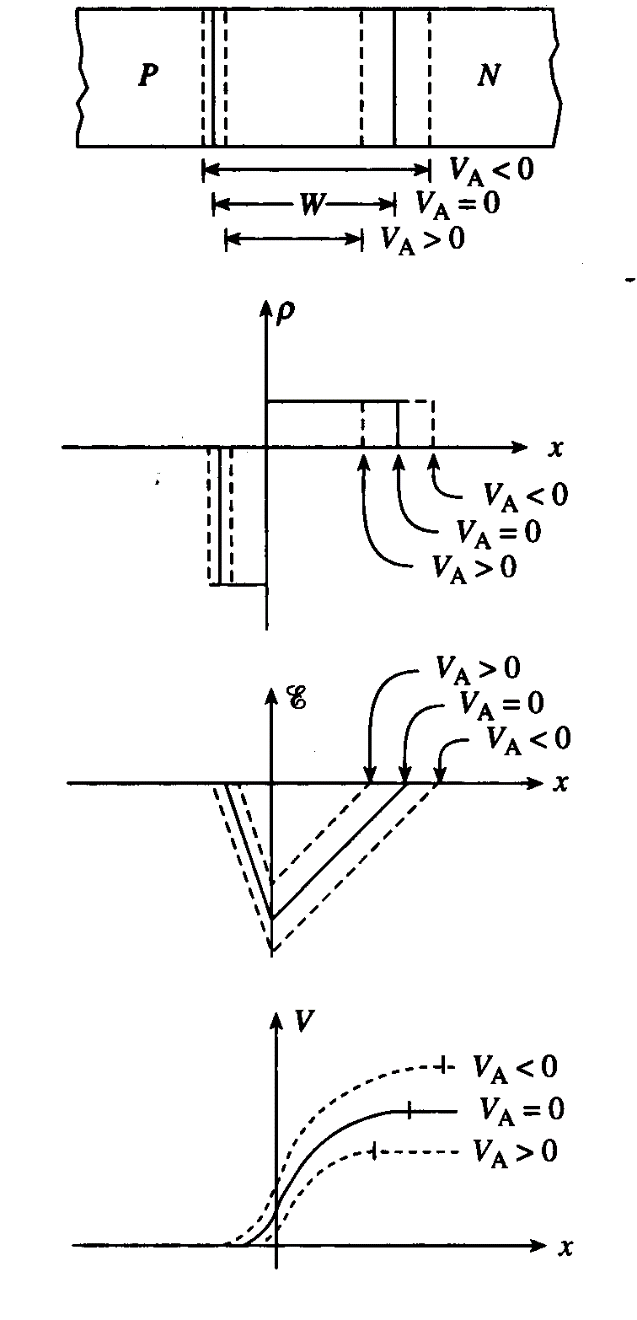 P N
V_A < 0
W V_A = 0
V_A > 0
ρ
x
V_A < 0
V_A = 0
V_A > 0
V_A > 0
ℰ V_A = 0
V_A < 0
x
V
V_A < 0
V_A = 0
V_A > 0
x